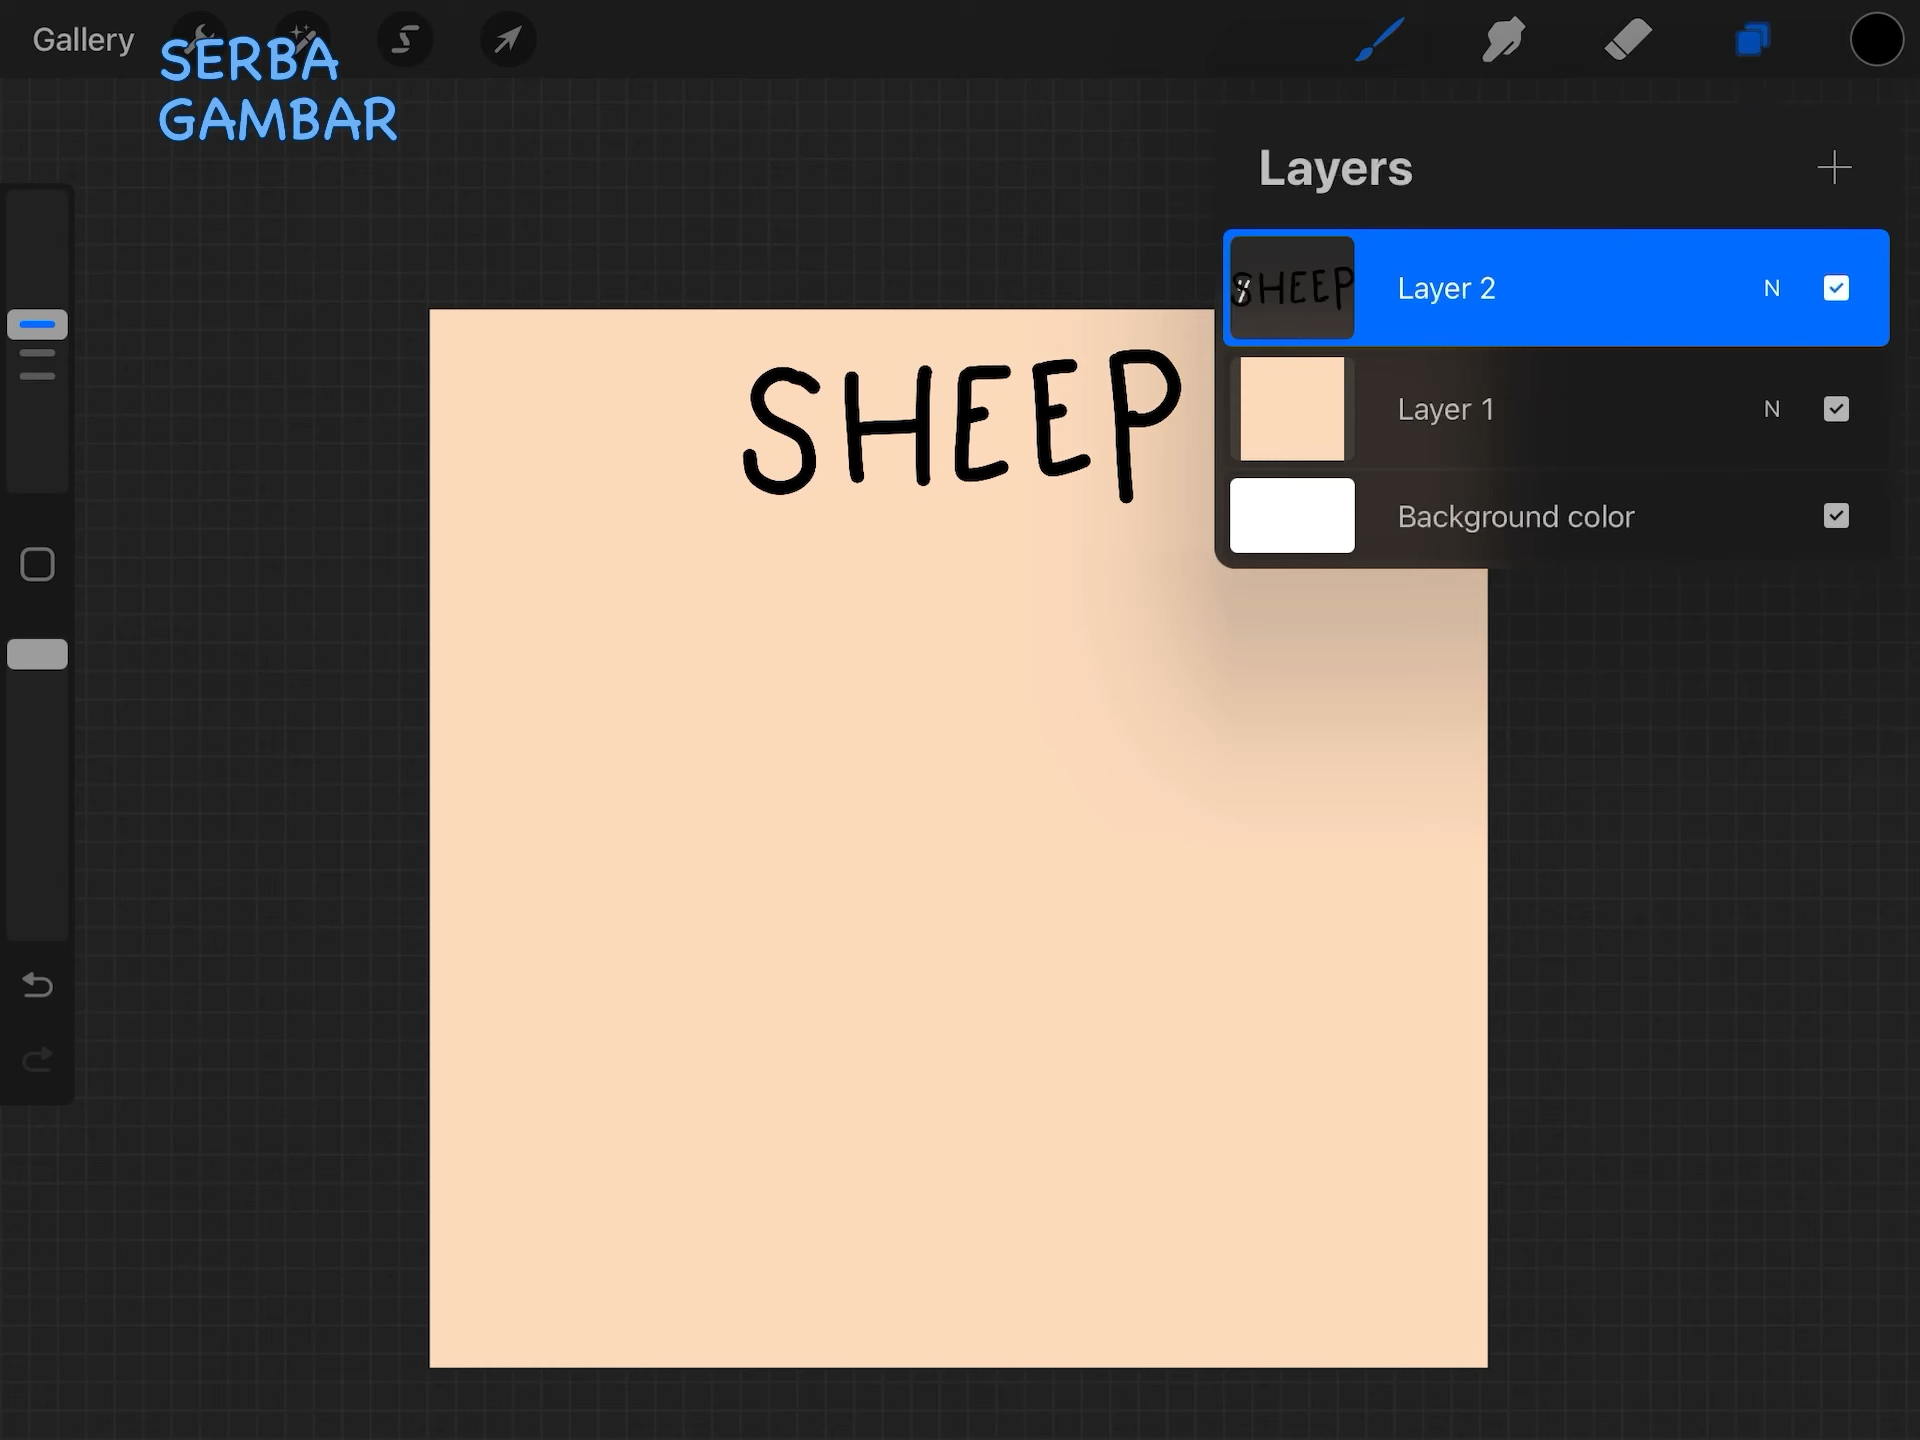 Gallery
SERBA
GAMBAR
Layers
SHEEP
Layer 2
N
SHEEP
Layer 1
N
Background color